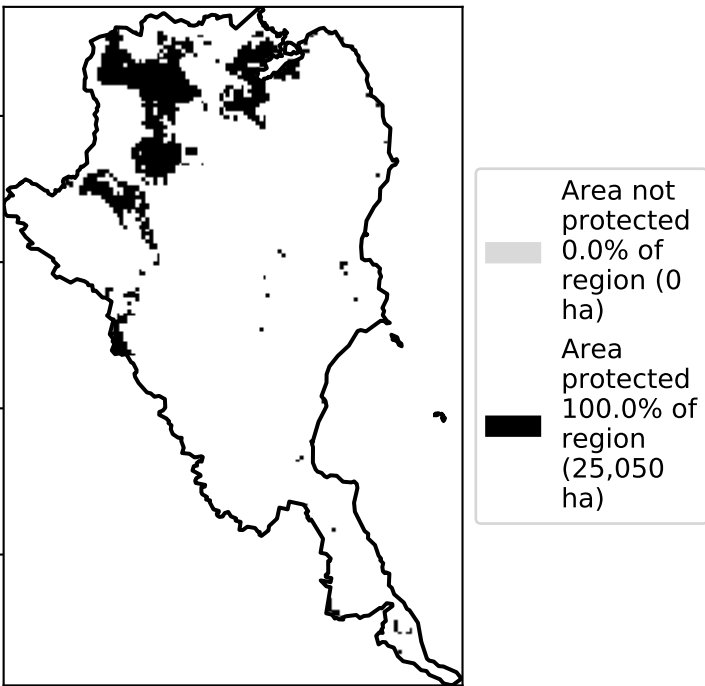 Area not
protected
0.0% of
region (0
ha)
Area
protected
100.0% of
region
(25,050
ha)